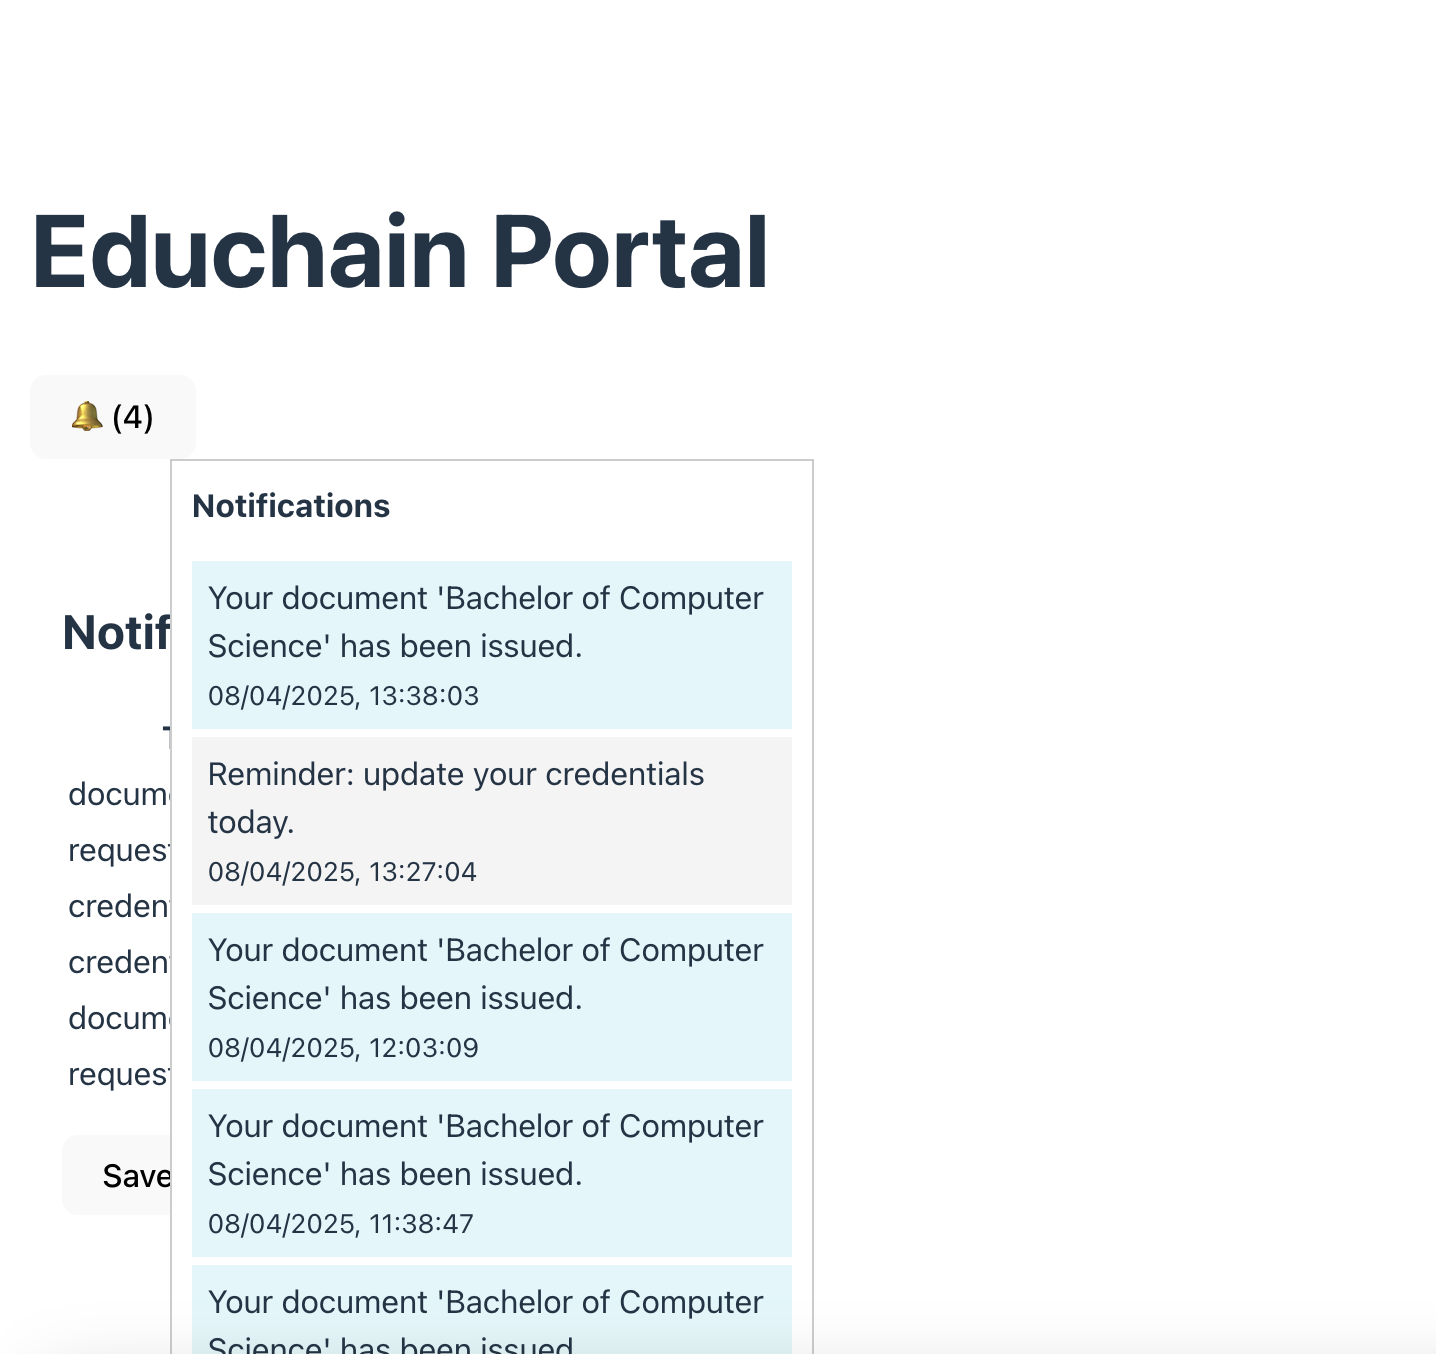 Educhain Portal
🔔 (4)
Notifications
Your document 'Bachelor of Computer
Science' has been issued.
08/04/2025, 13:38:03
Reminder: update your credentials
today.
08/04/2025, 13:27:04
Your document 'Bachelor of Computer
Science' has been issued.
08/04/2025, 12:03:09
Your document 'Bachelor of Computer
Science' has been issued.
08/04/2025, 11:38:47
Your document 'Bachelor of Computer
Science' has been issued.
Notif
docum
request
creden
creden
docum
request
Save